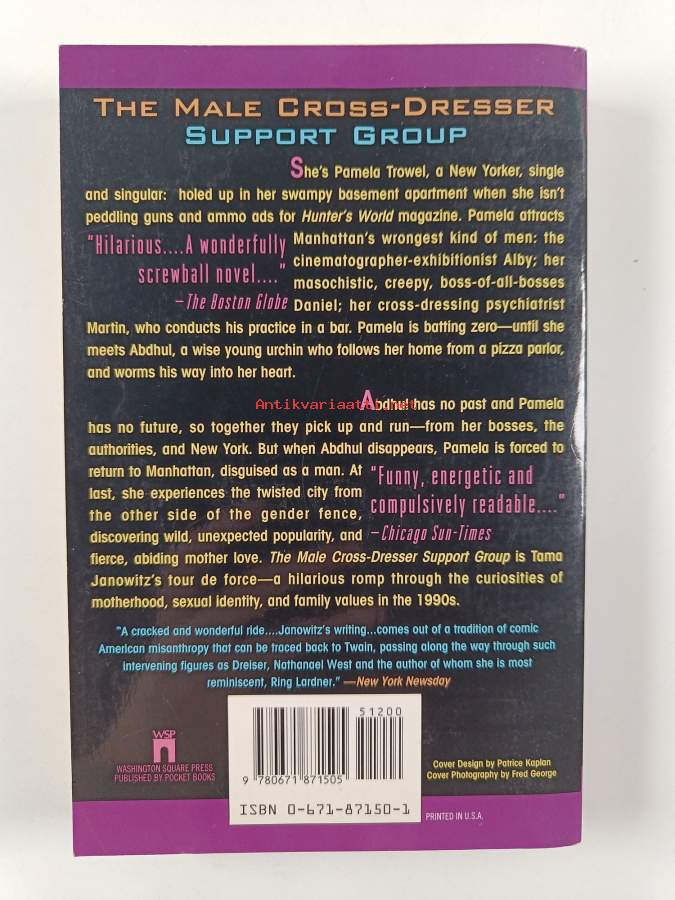 THE MALE CROSS-DRESSER
SUPPORT GROUP
She's Pamela Trowel, a New Yorker, single
and singular: holed up in her swampy basement apartment when she isn't
peddling guns and ammo ads for Hunter's World magazine. Pamela attracts
Manhattan's wrongest kind of men: the
cinematographer-exhibitionist Alby; her
masochistic, creepy, boss-of-all-bosses
Daniel; her cross-dressing psychiatrist
"Hilarious....A wonderfully
screwball novel...."
—The Boston Globe
Martin, who conducts his practice in a bar. Pamela is batting zero—until she
meets Abdhul, a wise young urchin who follows her home from a pizza parlor,
and worms his way into her heart.
Abdhul has no past and Pamela
Antikvariaatti.net
has no future, so together they pick up and run—from her bosses, the
authorities, and New York. But when Abdhul disappears, Pamela is forced to
return to Manhattan, disguised as a man. At
last, she experiences the twisted city from
the other side of the gender fence,
discovering wild, unexpected popularity, and
"Funny, energetic and
compulsively readable...."
—Chicago Sun-Times
fierce, abiding mother love. The Male Cross-Dresser Support Group is Tama
Janowitz's tour de force—a hilarious romp through the curiosities of
motherhood, sexual identity, and family values in the 1990s.
"A cracked and wonderful ride....Janowitz's writing...comes out of a tradition of comic
American misanthropy that can be traced back to Twain, passing along the way through such
intervening figures as Dreiser, Nathanael West and the author of whom she is most
reminiscent, Ring Lardner." —New York Newsday
51200
WSP
WASHINGTON SQUARE PRESS
PUBLISHED BY POCKET BOOKS
9 780671 871505
ISBN 0-671-87150-1
Cover Design by Patrice Kaplan
Cover Photography by Fred George
PRINTED IN U.S.A.